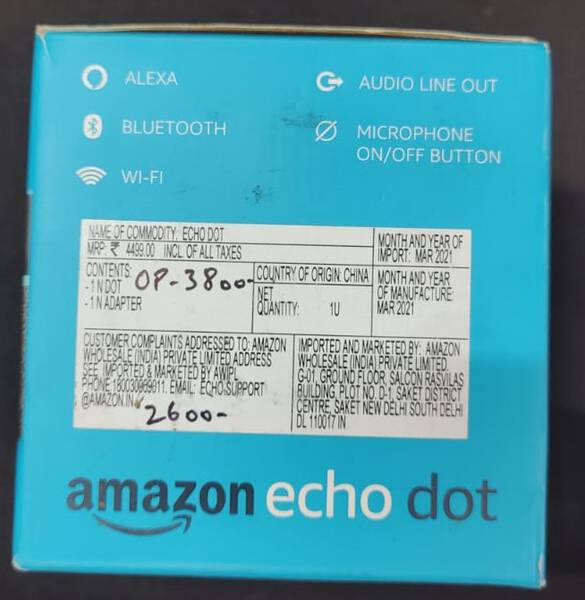 ALEXA
AUDIO LINE OUT
BLUETOOTH
MICROPHONE
ON/OFF BUTTON
WI-FI
NAME OF COMMODITY: ECHO DOT
MRP: ₹ 4499.00 INCL. OF ALL TAXES
MONTH AND YEAR OF
IMPORT: MAR 2021
CONTENTS:
- 1 N DOT
- 1 N ADAPTER
OP-3800-
COUNTRY OF ORIGIN: CHINA
NET
QUANTITY: 1U
MONTH AND YEAR
OF MANUFACTURE:
MAR 2021
CUSTOMER COMPLAINTS ADDRESSED TO: AMAZON
WHOLESALE (INDIA) PRIVATE LIMITED. ADDRESS
SEE, IMPORTED & MARKETED BY AWIPL
PHONE 180030969911. EMAIL: ECHO.SUPPORT
@AMAZON.IN
2600-
IMPORTED AND MARKETED BY: AMAZON
WHOLESALE (INDIA) PRIVATE LIMITED,
G-01, GROUND FLOOR, SALCON RASVILAS
BUILDING, PLOT NO. D-1, SAKET DISTRICT
CENTRE, SAKET NEW DELHI SOUTH DELHI
DL 110017 IN
amazon echo dot